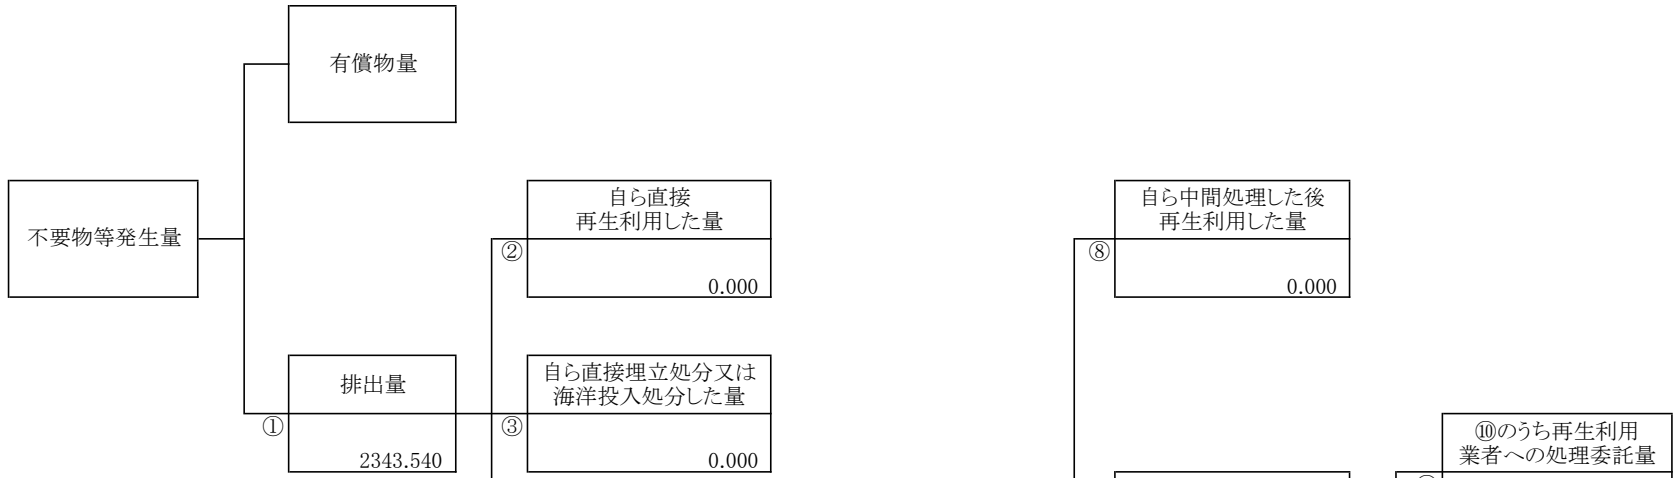 有償物量
不要物等発生量
自ら直接
再生利用した量
②
0.000
自ら中間処理した後
再生利用した量
⑧
0.000
排出量
①
2343.540
自ら直接埋立処分又は
海洋投入処分した量
③
0.000
⑩のうち再生利用
業者への処理委託量